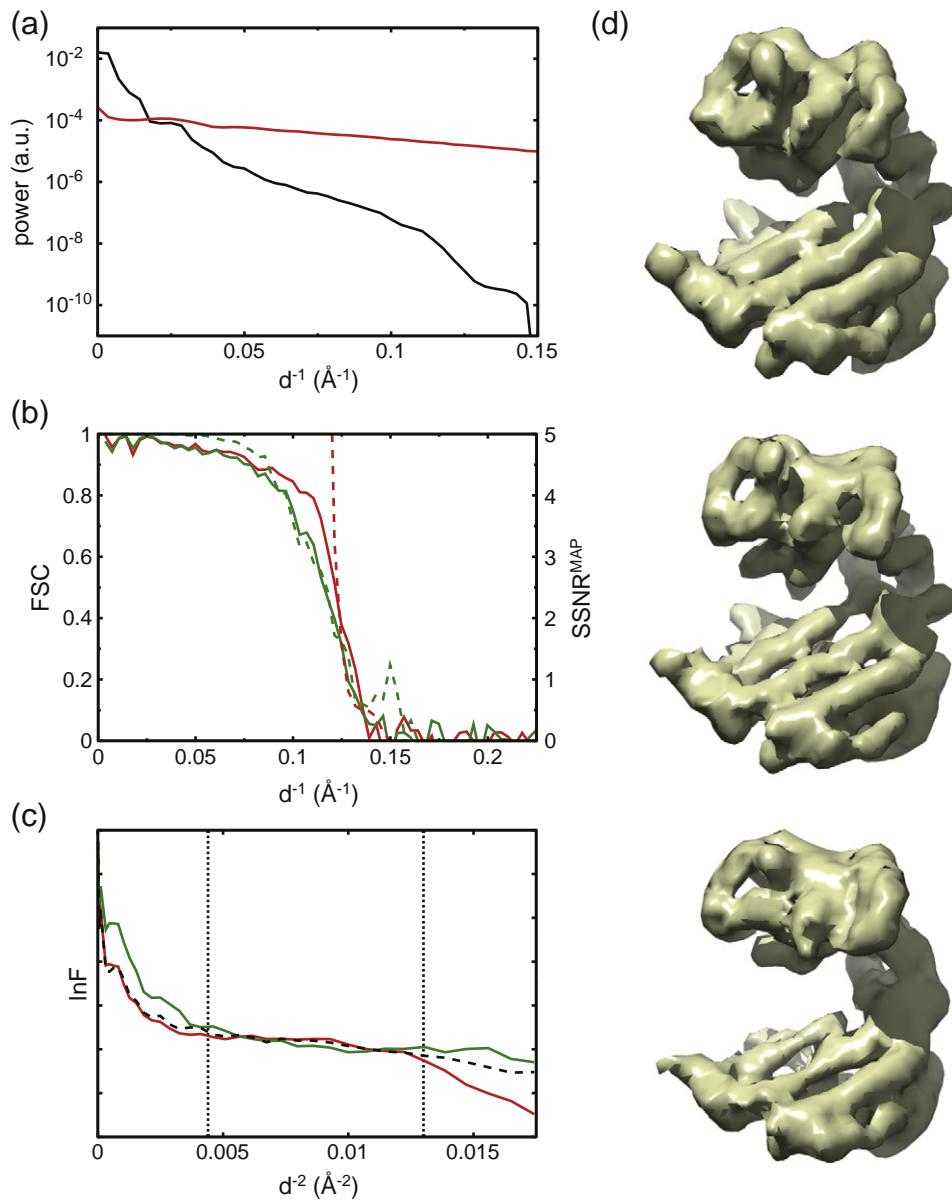 (a)
(d)
power (a.u.)
10⁻²
10⁻⁴
10⁻⁶
10⁻⁸
10⁻¹⁰
0 0.05 0.1 0.15
d⁻¹ (Å⁻¹)
(b)
FSC
1
0.8
0.6
0.4
0.2
0
5
4
3
2
1
0
SSNRᴹᴬᴾ
0 0.05 0.1 0.15 0.2
d⁻¹ (Å⁻¹)
(c)
lnF
0 0.005 0.01 0.015
d⁻² (Å⁻²)